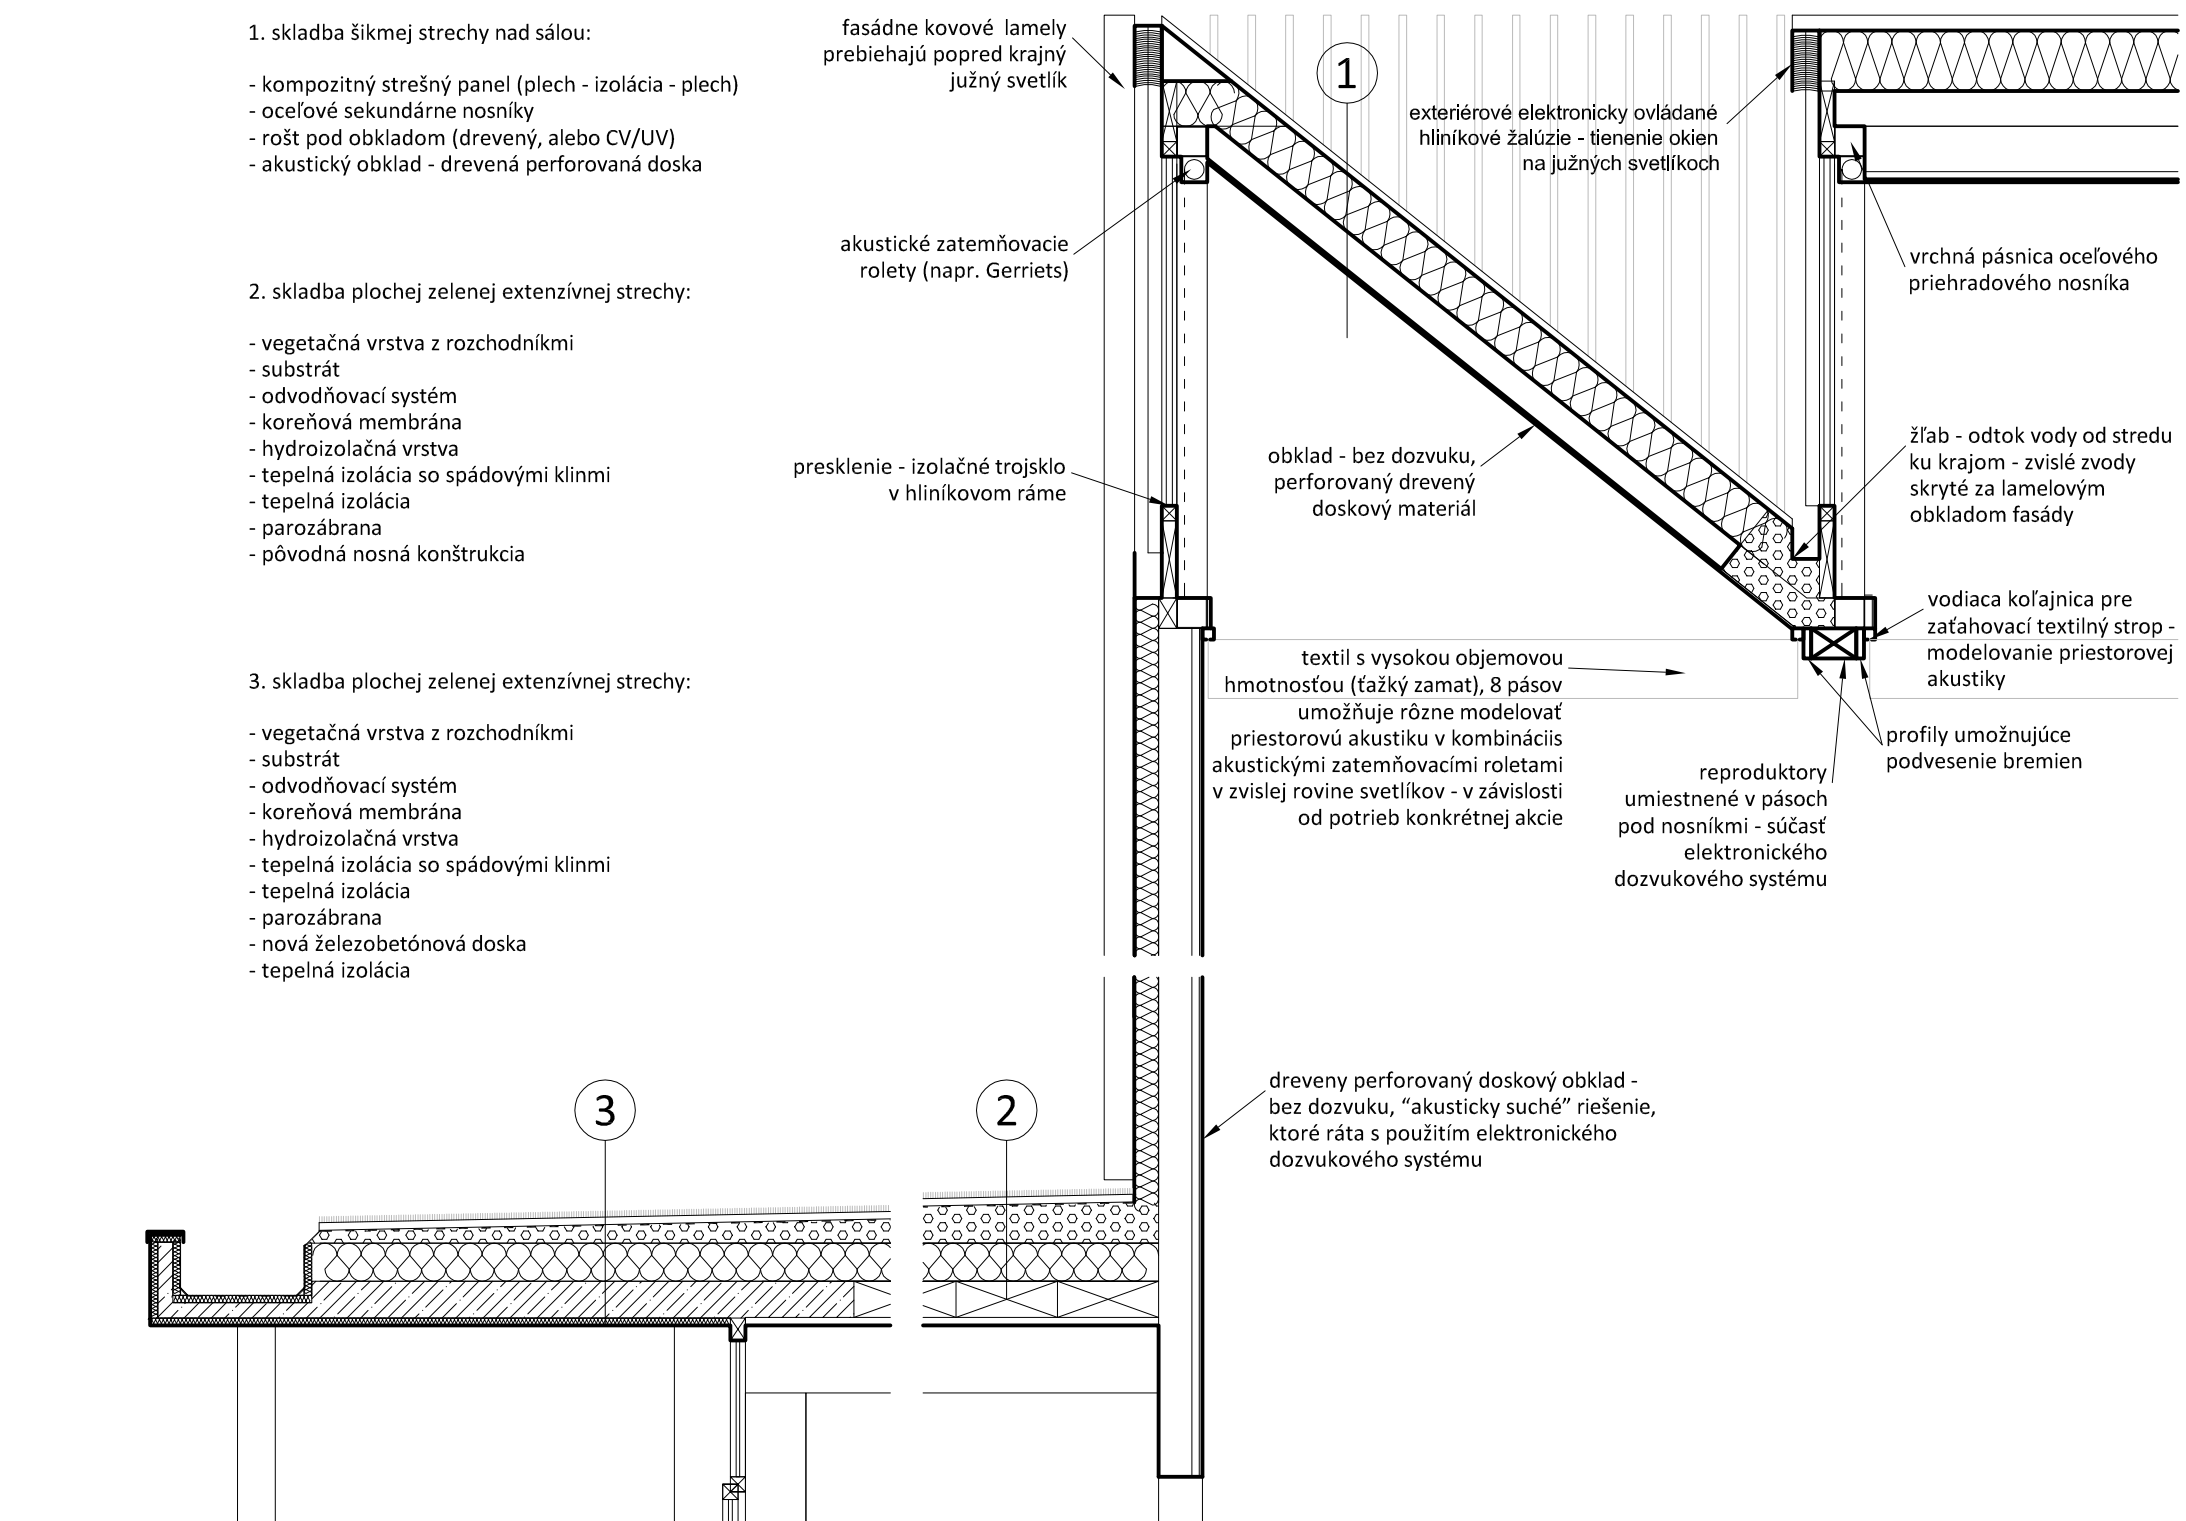 1. skladba šikmej strechy nad sálou:
- kompozitný strešný panel (plech - izolácia - plech)
- oceľové sekundárne nosníky
- rošt pod obkladom (drevený, alebo CV/UV)
- akustický obklad - drevená perforovaná doska
2. skladba plochej zelenej extenzívnej strechy:
- vegetačná vrstva z rozchodníkmi
- substrát
- odvodňovací systém
- koreňová membrána
- hydroizolačná vrstva
- tepelná izolácia so spádovými klinmi
- tepelná izolácia
- parozábrana
- pôvodná nosná konštrukcia
3. skladba plochej zelenej extenzívnej strechy:
- vegetačná vrstva z rozchodníkmi
- substrát
- odvodňovací systém
- koreňová membrána
- hydroizolačná vrstva
- tepelná izolácia so spádovými klinmi
- tepelná izolácia
- parozábrana
- nová železobetónová doska
- tepelná izolácia
fasádne kovové lamely
prebiehajú popred krajný
južný svetlík
1
exteriérové elektronicky ovládané
hliníkové žalúzie - tienenie okien
na južných svetlíkoch
akustické zatemňovacie
rolety (napr. Gerriets)
vrchná pásnica oceľového
priehradového nosníka
presklenie - izolačné trojsklo
v hliníkovom ráme
obklad - bez dozvuku,
perforovaný drevený
doskový materiál
žľab - odtok vody od stredu
ku krajom - zvislé zvody
skryté za lamelovým
obkladom fasády
vodiaca koľajnica pre
zaťahovací textilný strop -
modelovanie priestorovej
akustiky
textil s vysokou objemovou
hmotnosťou (ťažký zamat), 8 pásov
umožňuje rôzne modelovať
priestorovú akustiku v kombináciis
akustickými zatemňovacími roletami
v zvislej rovine svetlíkov - v závislosti
od potrieb konkrétnej akcie
profily umožnujúce
podvesenie bremien
reproduktory
umiestnené v pásoch
pod nosníkmi - súčasť
elektronického
dozvukového systému
dreveny perforovaný doskový obklad -
bez dozvuku, “akusticky suché” riešenie,
ktoré ráta s použitím elektronického
dozvukového systému
3
2